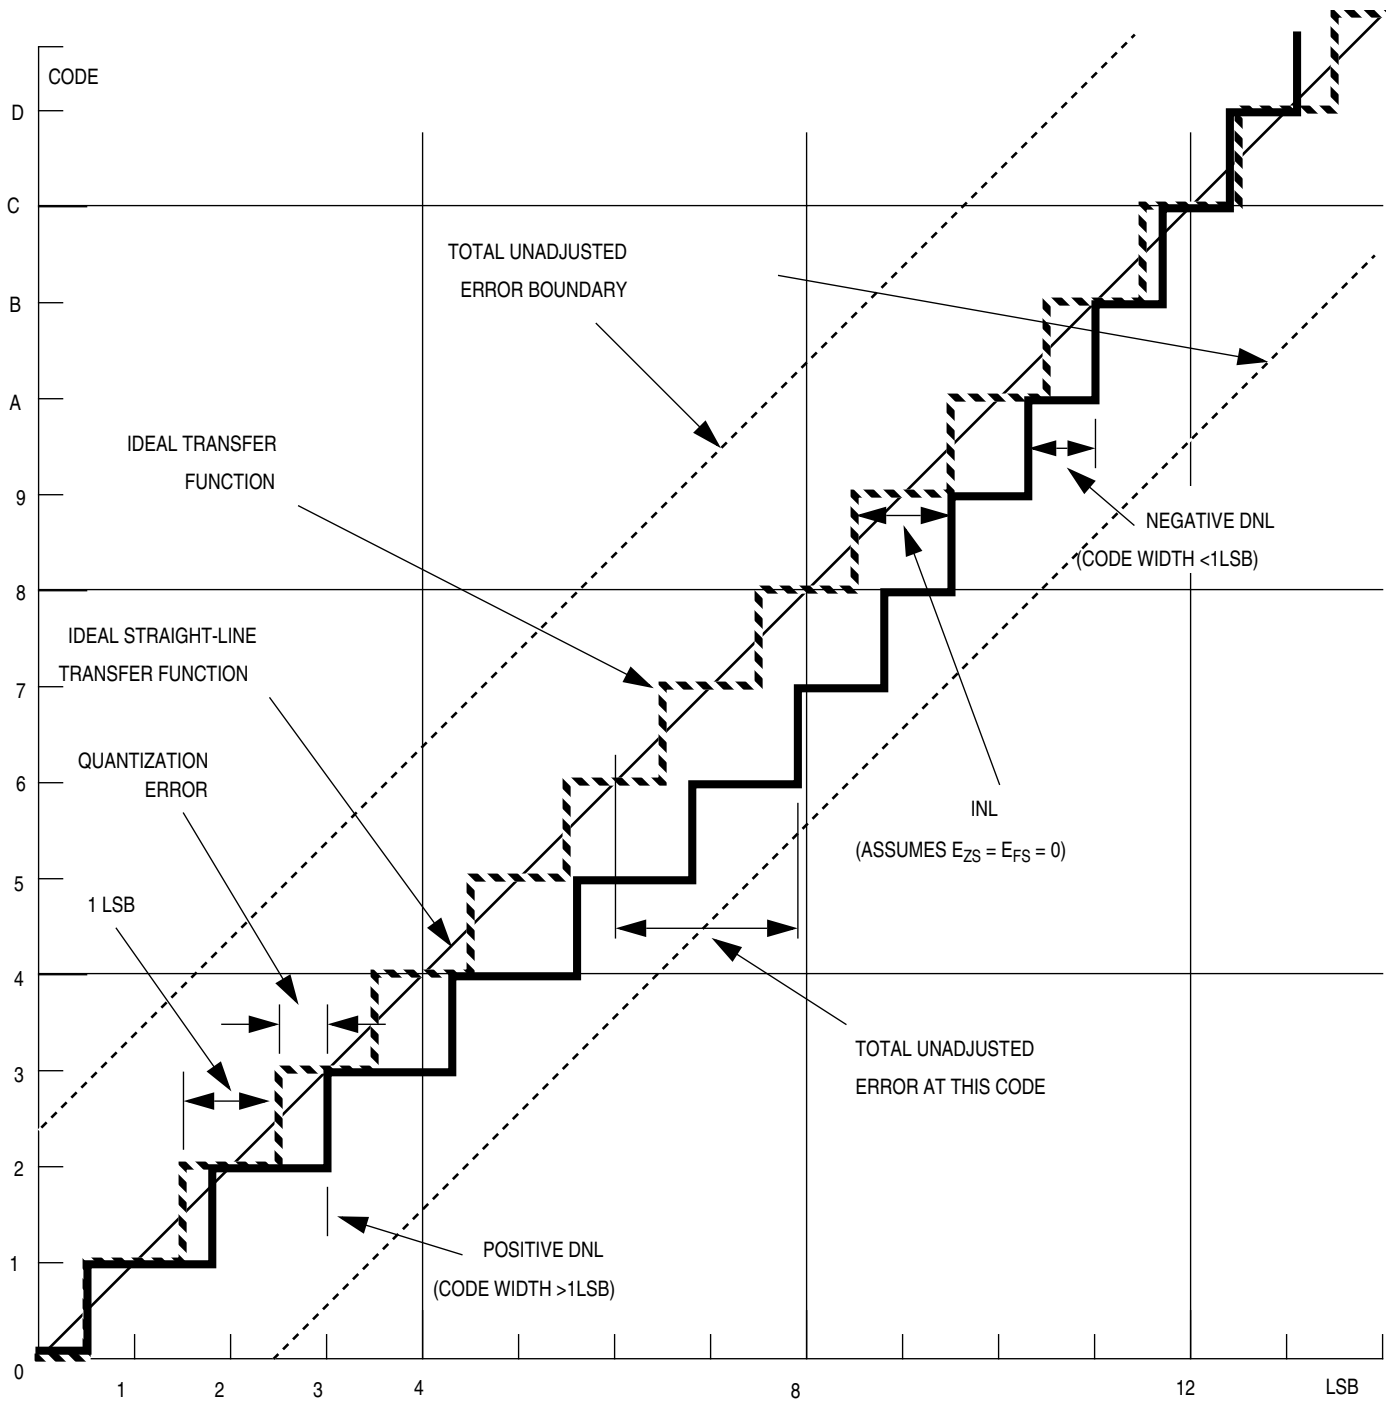 CODE
D
C
TOTAL UNADJUSTED
ERROR BOUNDARY
B
A
IDEAL TRANSFER
FUNCTION
9
NEGATIVE DNL
(CODE WIDTH <1LSB)
8
IDEAL STRAIGHT-LINE
TRANSFER FUNCTION
7
QUANTIZATION
ERROR
6
INL
(ASSUMES E_ZS = E_FS = 0)
5
1 LSB
4
TOTAL UNADJUSTED
ERROR AT THIS CODE
3
2
POSITIVE DNL
(CODE WIDTH >1LSB)
1
0
1 2 3 4 8 12 LSB